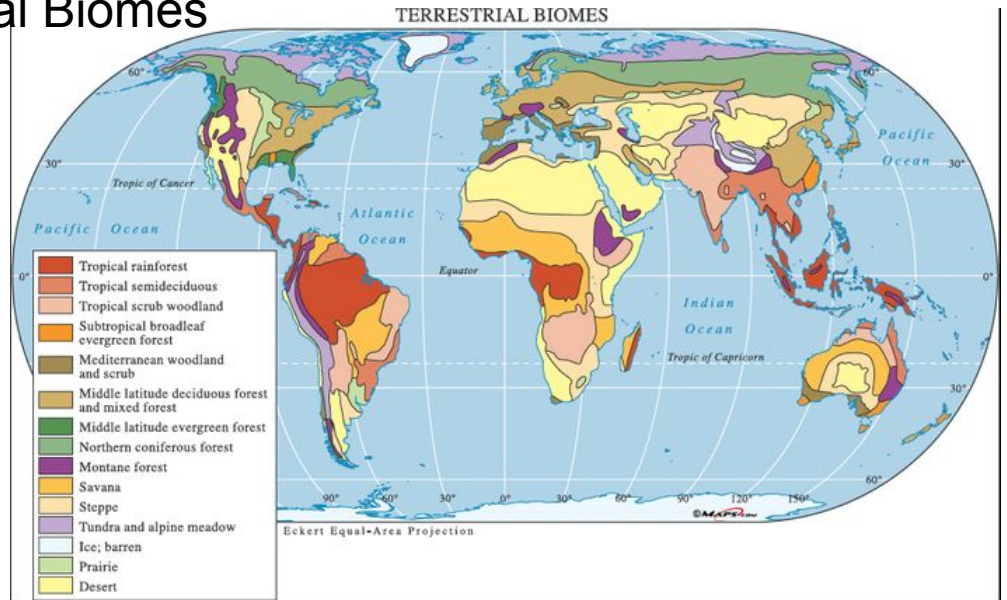 al Biomes
TERRESTRIAL BIOMES
60°
60°
Pacific
Ocean
30°
30°
Tropic of Cancer
Atlantic
Ocean
Pacific Ocean
Equator
0°
0°
Indian
Ocean
Tropic of Capricorn
30°
60°
90° 60° 30° 0° 30° 60° 90° 120° 150°
©MAPS.com
Eckert Equal-Area Projection
Tropical rainforest
Tropical semideciduous
Tropical scrub woodland
Subtropical broadleaf
evergreen forest
Mediterranean woodland
and scrub
Middle latitude deciduous forest
and mixed forest
Middle latitude evergreen forest
Northern coniferous forest
Montane forest
Savana
Steppe
Tundra and alpine meadow
Ice; barren
Prairie
Desert